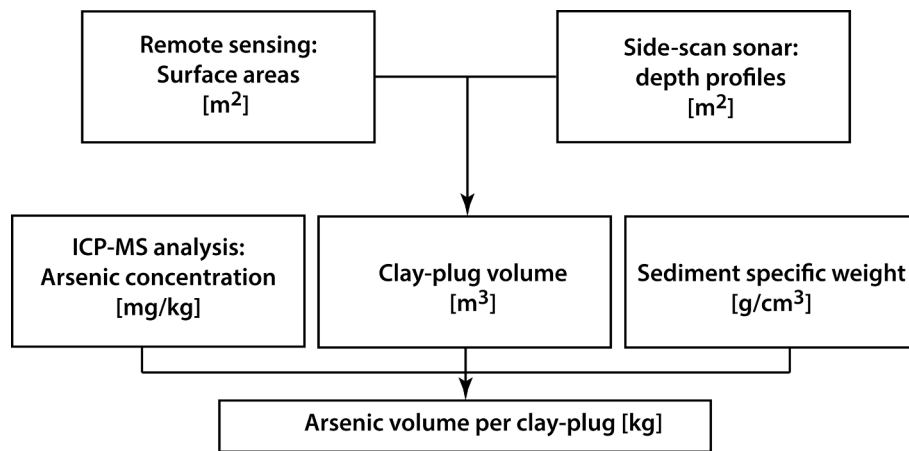 Remote sensing:
Surface areas
[m²]
Side-scan sonar:
depth profiles
[m²]
ICP-MS analysis:
Arsenic concentration
[mg/kg]
Clay-plug volume
[m³]
Sediment specific weight
[g/cm³]
Arsenic volume per clay-plug [kg]